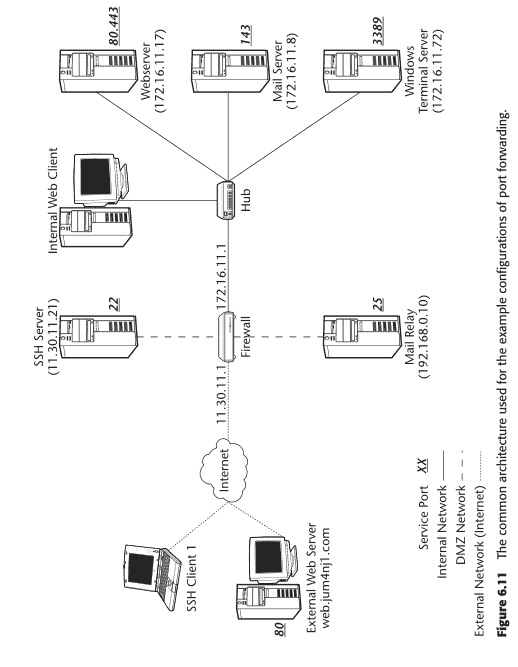 SSH Client 1
80
External Web Server
web.jum4nj1.com
Internet
11.30.11.1
SSH Server
(11.30.11.21)
22
Firewall
25
Mail Relay
(192.168.0.10)
172.16.11.1
Internal Web Client
Hub
80.443
Webserver
(172.16.11.17)
143
Mail Server
(172.16.11.8)
3389
Windows
Terminal Server
(172.16.11.72)
Service Port XX
Internal Network
DMZ Network
External Network (Internet)
Figure 6.11 The common architecture used for the example configurations of port forwarding.